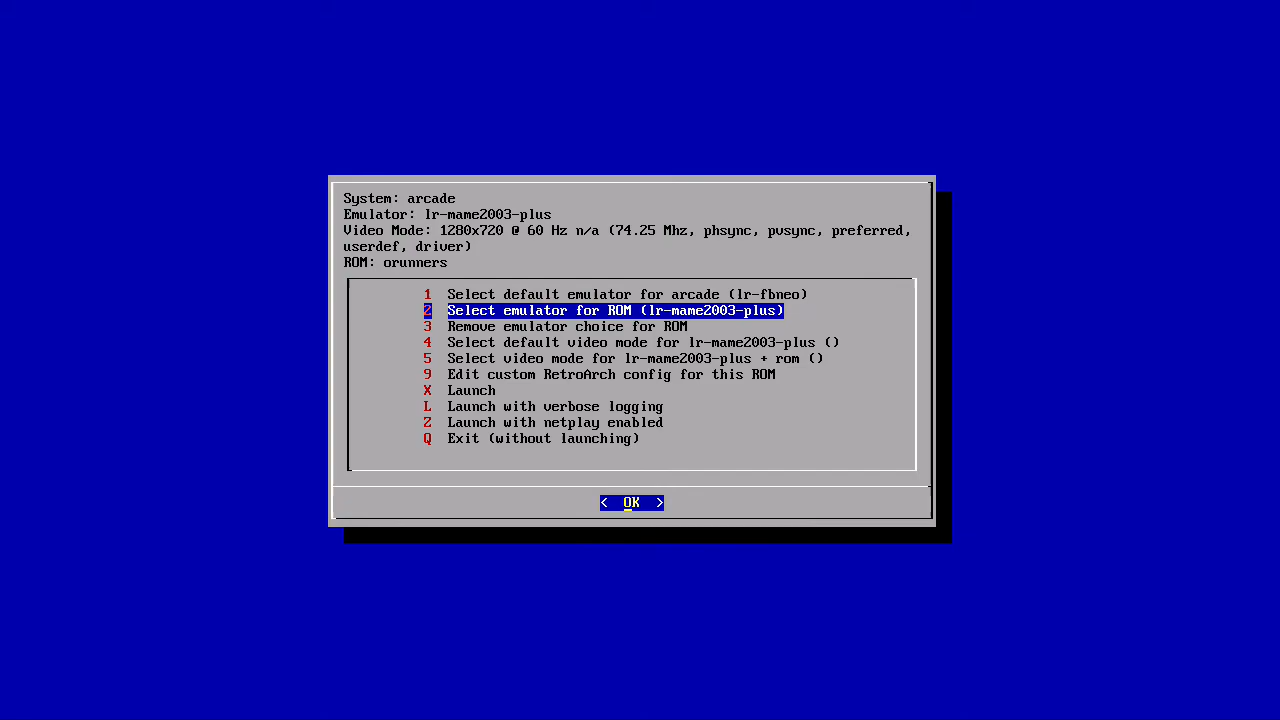 System: arcade
Emulator: lr-mame2003-plus
Video Mode: 1280x720 @ 60 Hz n/a (74.25 Mhz, phsync, pvsync, preferred,
userdef, driver)
ROM: orunners
1 Select default emulator for arcade (lr-fbneo)
2 Select emulator for ROM (lr-mame2003-plus)
3 Remove emulator choice for ROM
4 Select default video mode for lr-mame2003-plus ()
5 Select video mode for lr-mame2003-plus + rom ()
9 Edit custom RetroArch config for this ROM
X Launch
L Launch with verbose logging
Z Launch with netplay enabled
Q Exit (without launching)
< OK >